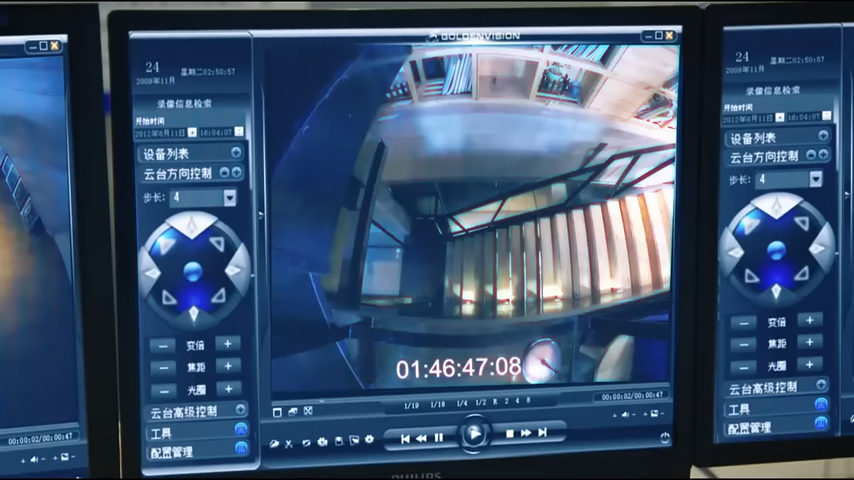 GOLDENVISION
24
2009年11月
星期二02:50:57
录像信息检索
开始时间
2012年6月11日 16:04:07
设备列表
云台方向控制
步长: 4
变倍
焦距
光圈
云台高级控制
工具
配置管理
01:46:47:08
1/19 1/16 1/4 1/2 R 2 4 8
00:00:02/00:00:47
PHILIPS
00:00:02/00:00:47
24
2009年11月
星期二02:50:57
录像信息检索
开始时间
2012年6月11日 16:04:07
设备列表
云台方向控制
步长: 4
变倍
焦距
光圈
云台高级控制
工具
配置管理